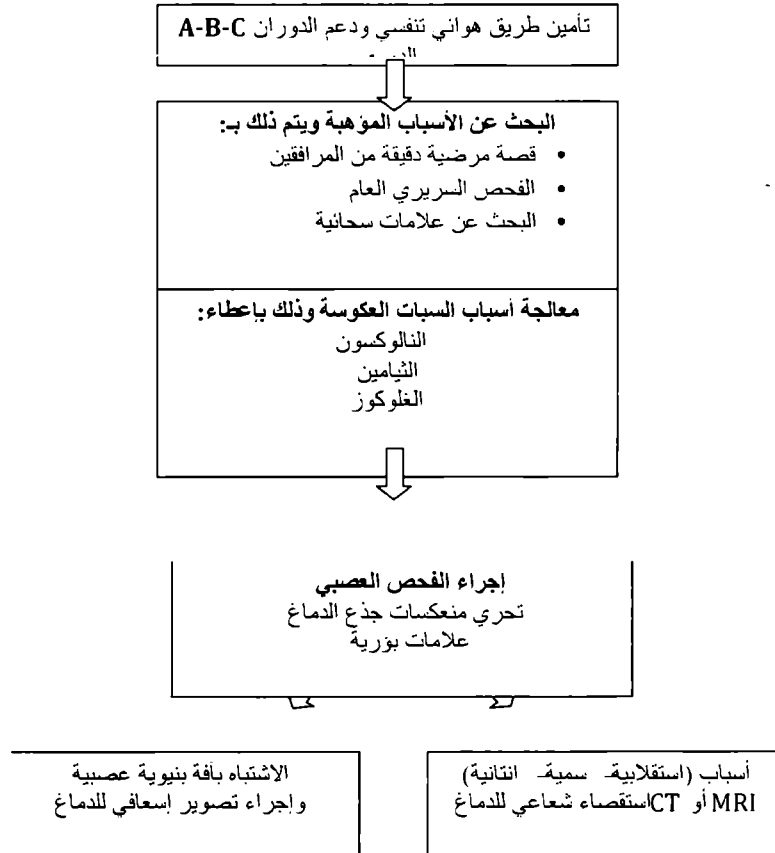 تأمين طريق هوائي تنفسي ودعم الدوران A-B-C
البحث عن الأسباب المؤهبة ويتم ذلك بـ:
• قصة مرضية دقيقة من المرافقين
• الفحص السريري العام
• البحث عن علامات سحائية
معالجة أسباب السبات العكوسة وذلك بإعطاء:
النالوكسون
الثيامين
الغلوكوز
إجراء الفحص العصبي
تحري منعكسات جذع الدماغ
علامات بؤرية
أسباب (استقلابية- سمية- انتانية)
استقصاء شعاعي للدماغ CT أو MRI
الاشتباه بآفة بنيوية عصبية
وإجراء تصوير إسعافي للدماغ